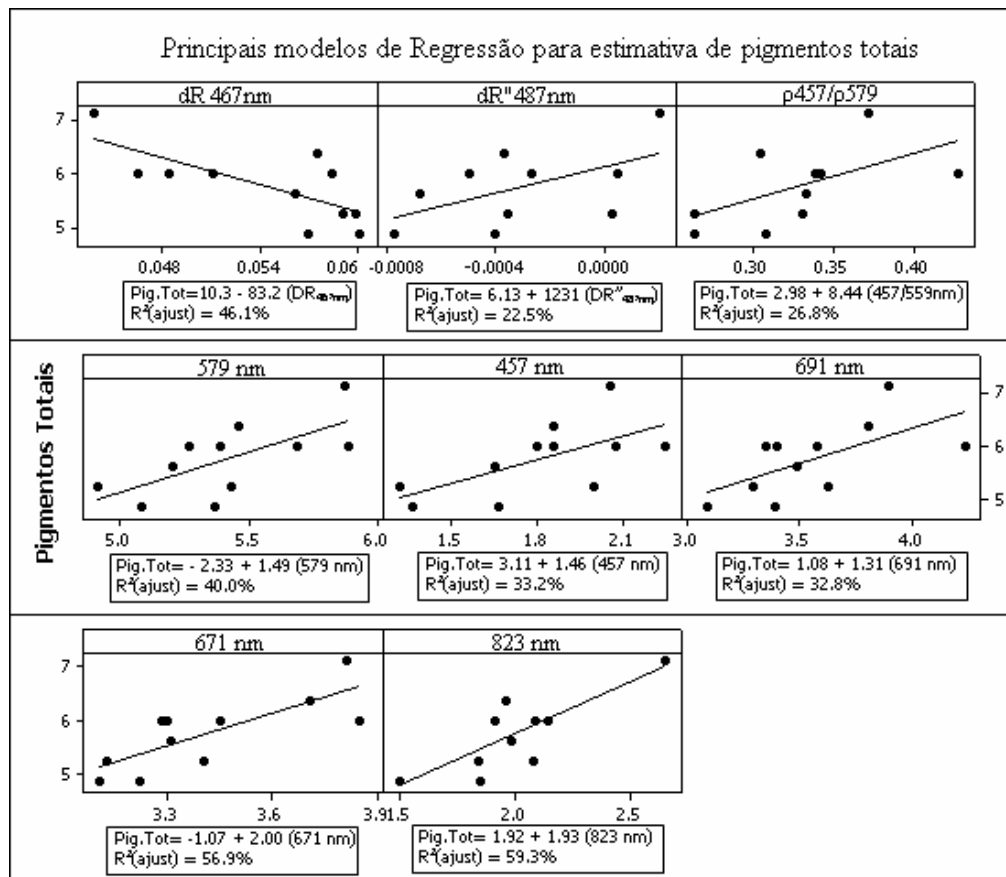 Principais modelos de Regressão para estimativa de pigmentos totais
dR 467nm dR" 487nm ρ457/ρ579
7
6
5
0.048 0.054 0.06 -0.0008 -0.0004 0.0000 0.30 0.35 0.40
Pig.Tot=10.3 - 83.2 (DR467nm)
R²(ajust) = 46.1%
Pig.Tot= 6.13 + 1231 (DR"487nm)
R²(ajust) = 22.5%
Pig.Tot= 2.98 + 8.44 (457/559nm)
R²(ajust) = 26.8%
Pigmentos Totais
579 nm 457 nm 691 nm
7
6
5
5.0 5.5 6.0 1.5 1.8 2.1 3.0 3.5 4.0
Pig.Tot= - 2.33 + 1.49 (579 nm)
R²(ajust) = 40.0%
Pig.Tot= 3.11 + 1.46 (457 nm)
R²(ajust) = 33.2%
Pig.Tot= 1.08 + 1.31 (691 nm)
R²(ajust) = 32.8%
671 nm 823 nm
7
6
5
3.3 3.6 3.9 1.5 2.0 2.5
Pig.Tot= -1.07 + 2.00 (671 nm)
R²(ajust) = 56.9%
Pig.Tot= 1.92 + 1.93 (823 nm)
R²(ajust) = 59.3%